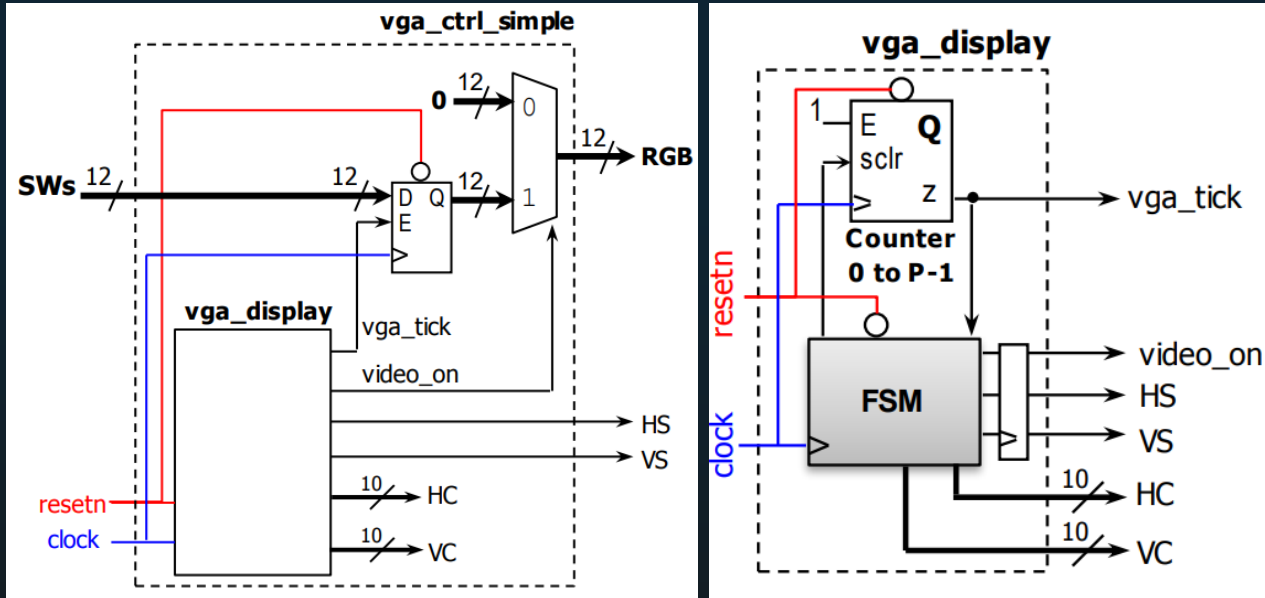 vga_ctrl_simple
12
0
0
12
RGB
SWs
12
12
12
D Q
1
E
vga_display
vga_tick
video_on
HS
VS
resetn
10
HC
clock
10
VC
vga_display
1
E
Q
sclr
z
vga_tick
Counter
0 to P-1
resetn
video_on
FSM
HS
clock
VS
10
HC
10
VC